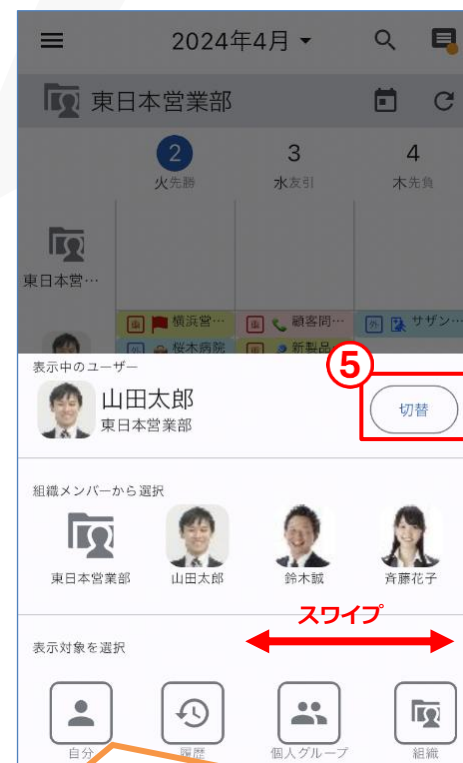 2024年4月
東日本営業部
2 3 4
火先勝 水友引 木先負
東日本営…
重 横浜営… 重 顧客問… 外 サザン…
外 桜木病院 重 新製品
表示中のユーザー
⑤
山田太郎
切替
東日本営業部
組織メンバーから選択
東日本営業部 山田太郎 鈴木誠 斉藤花子
スワイプ
表示対象を選択
自分 履歴 個人グループ 組織